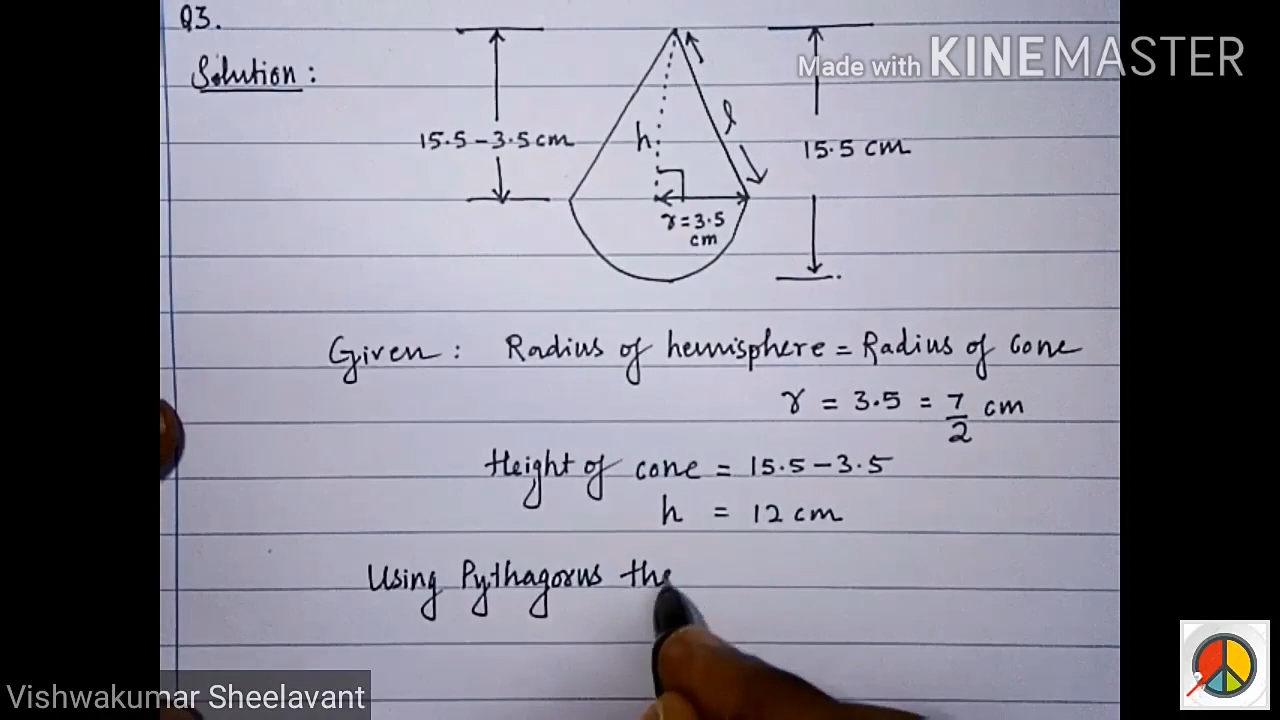 Q3.
Solution :
Made with KINEMASTER
15.5 - 3.5 cm
h
l
15.5 cm
r = 3.5
cm
Given : Radius of hemisphere = Radius of cone
r = 3.5 = 7/2 cm
Height of cone = 15.5 - 3.5
h = 12 cm
Using Pythagorus the
Vishwakumar Sheelavant